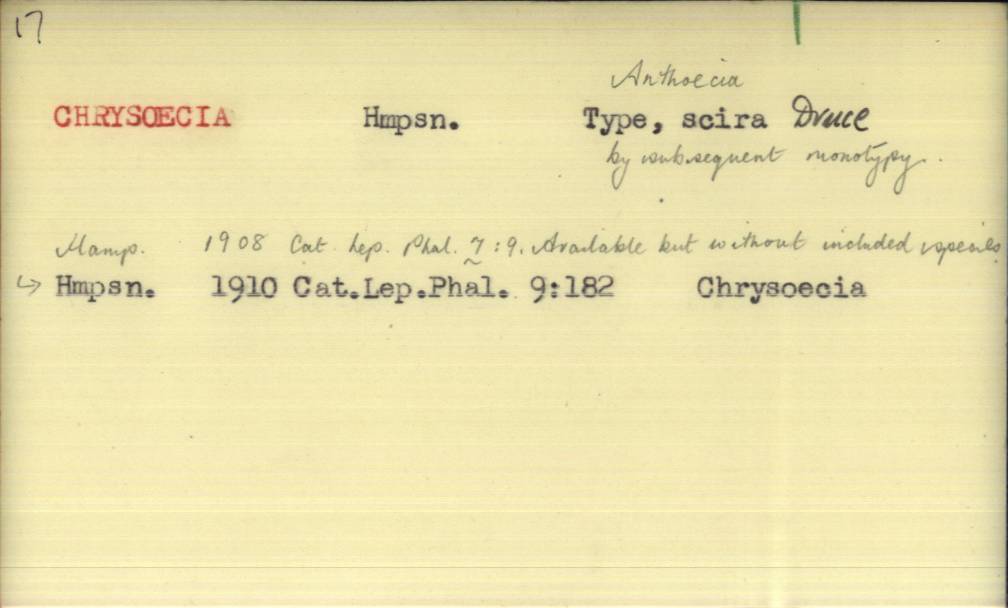 17
Anthoecia
CHRYSOECIA Hmpsn. Type, scira Druce
by subsequent monotypy.
Hamps. 1908 Cat. Lep. Phal. 7:9. Available but without included species
↳ Hmpsn. 1910 Cat.Lep.Phal. 9:182 Chrysoecia